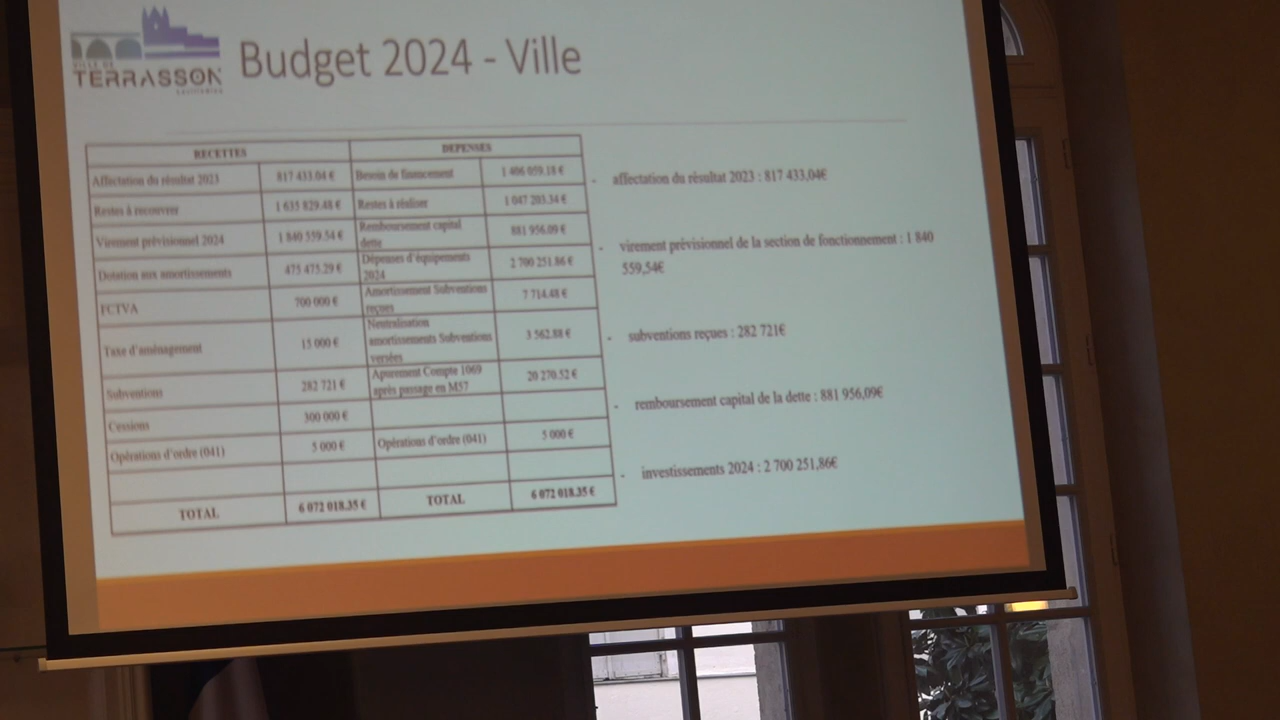 VILLE DE
TERRASSON
Budget 2024 - Ville
RECETTES DEPENSES
Affectation du résultat 2023 817 433.04 € Besoin de financement 1 406 059.18 €
Restes à recouvrer 1 635 829.48 € Restes à réaliser 1 047 203.34 €
Virement prévisionnel 2024 1 840 559.54 € Remboursement capital
dette 881 956.09 €
Dotation aux amortissements 475 475.29 € Dépenses d'équipements
2024 2 700 251.86 €
FCTVA 700 000 € Amortissement Subventions
reçues 7 714.48 €
Taxe d'aménagement 15 000 € Neutralisation
amortissements Subventions
versées 3 562.88 €
Subventions 282 721 € Apurement Compte 1069
après passage en M57 20 270.52 €
Cessions 300 000 €
Opérations d'ordre (041) 5 000 € Opérations d'ordre (041) 5 000 €
TOTAL 6 072 018.35 € TOTAL 6 072 018.35 €
- affectation du résultat 2023 : 817 433,04€
- virement prévisionnel de la section de fonctionnement : 1 840
559,54€
- subventions reçues : 282 721€
- remboursement capital de la dette : 881 956,09€
- investissements 2024 : 2 700 251,86€